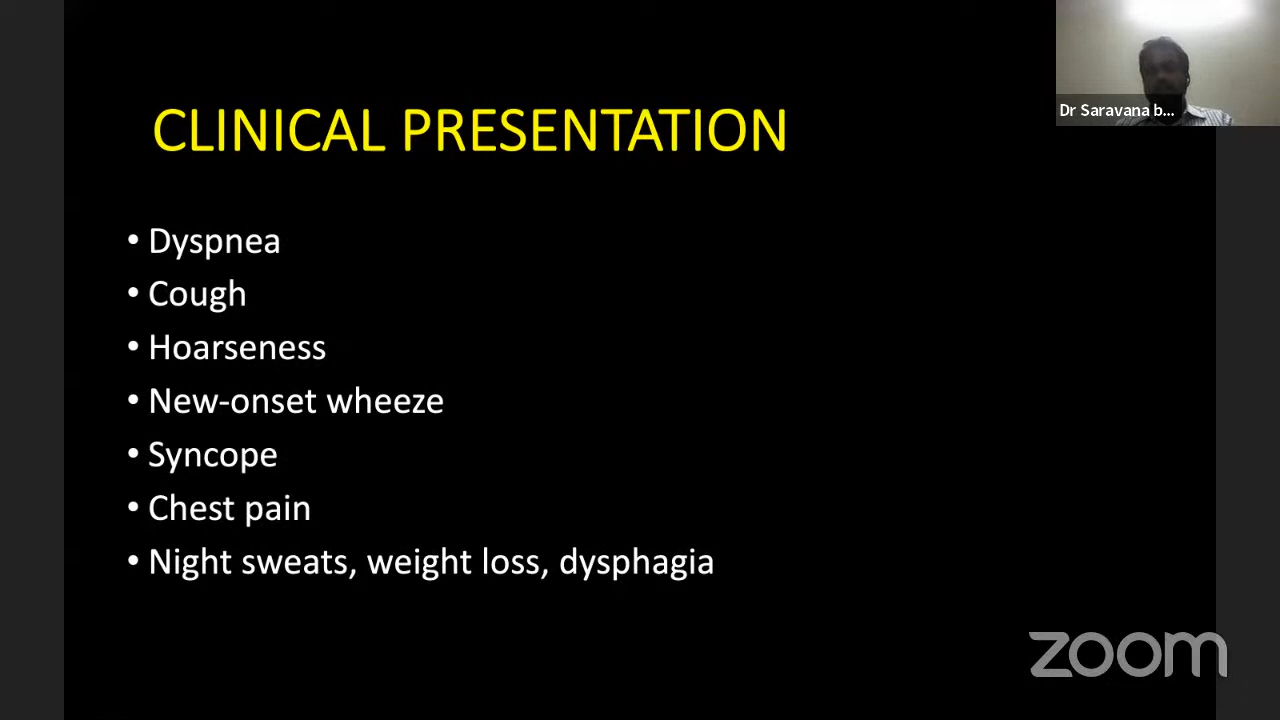 Dr Saravana b...
CLINICAL PRESENTATION
• Dyspnea
• Cough
• Hoarseness
• New-onset wheeze
• Syncope
• Chest pain
• Night sweats, weight loss, dysphagia
zoom